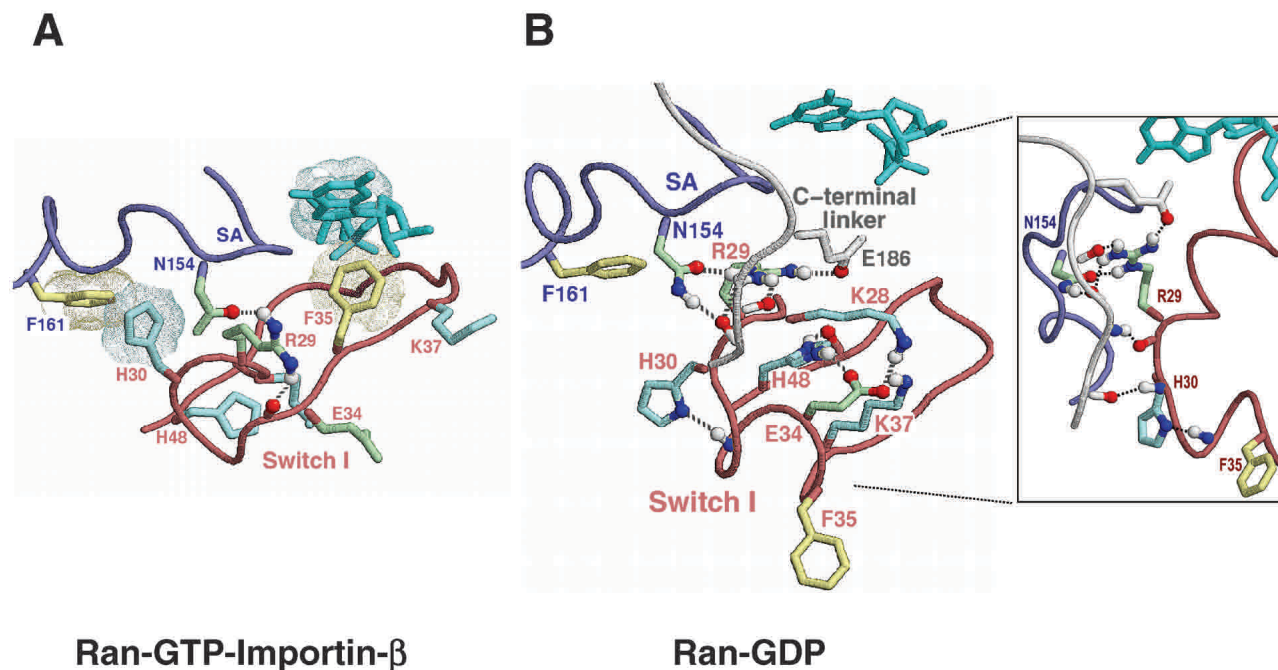 A
B
SA
N154
F161
H30
R29
F35
K37
H48
E34
Switch I
SA
C-terminal
linker
N154
R29
E186
F161
K28
H30
H48
E34
K37
Switch I
F35
N154
R29
H30
F35
Ran-GTP-Importin-β
Ran-GDP